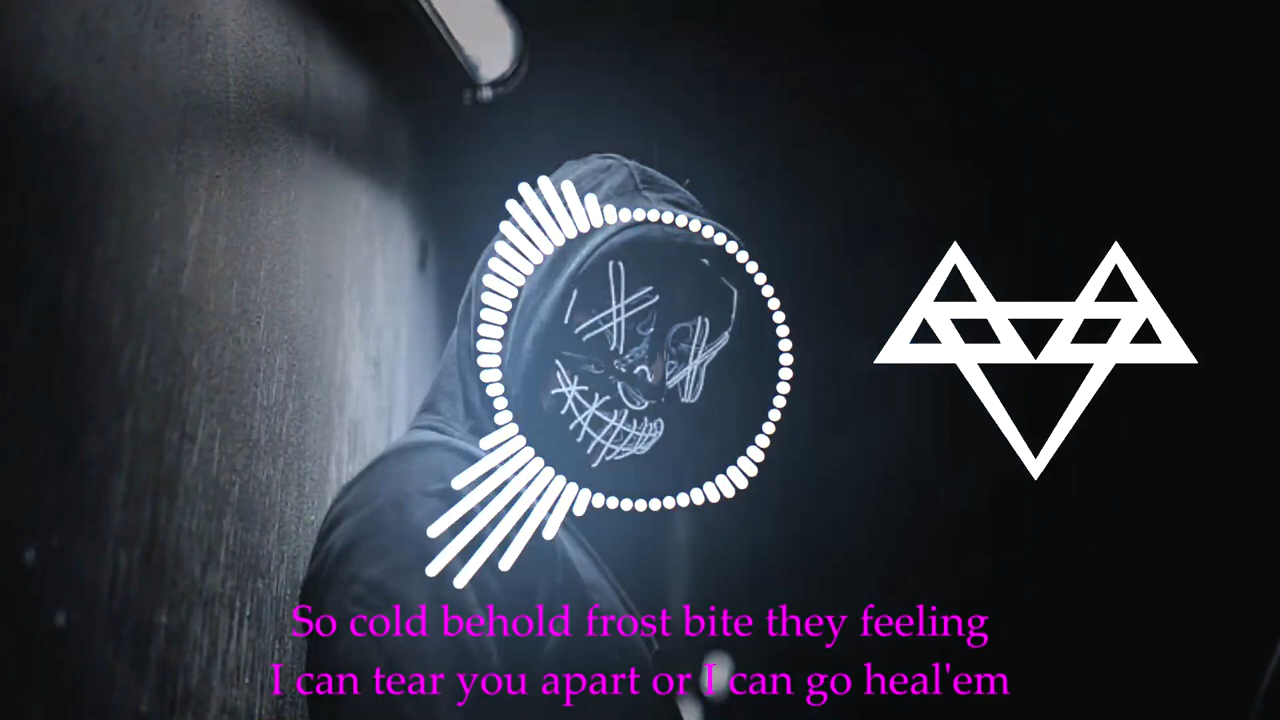 So cold behold frost bite they feeling
I can tear you apart or I can go heal'em